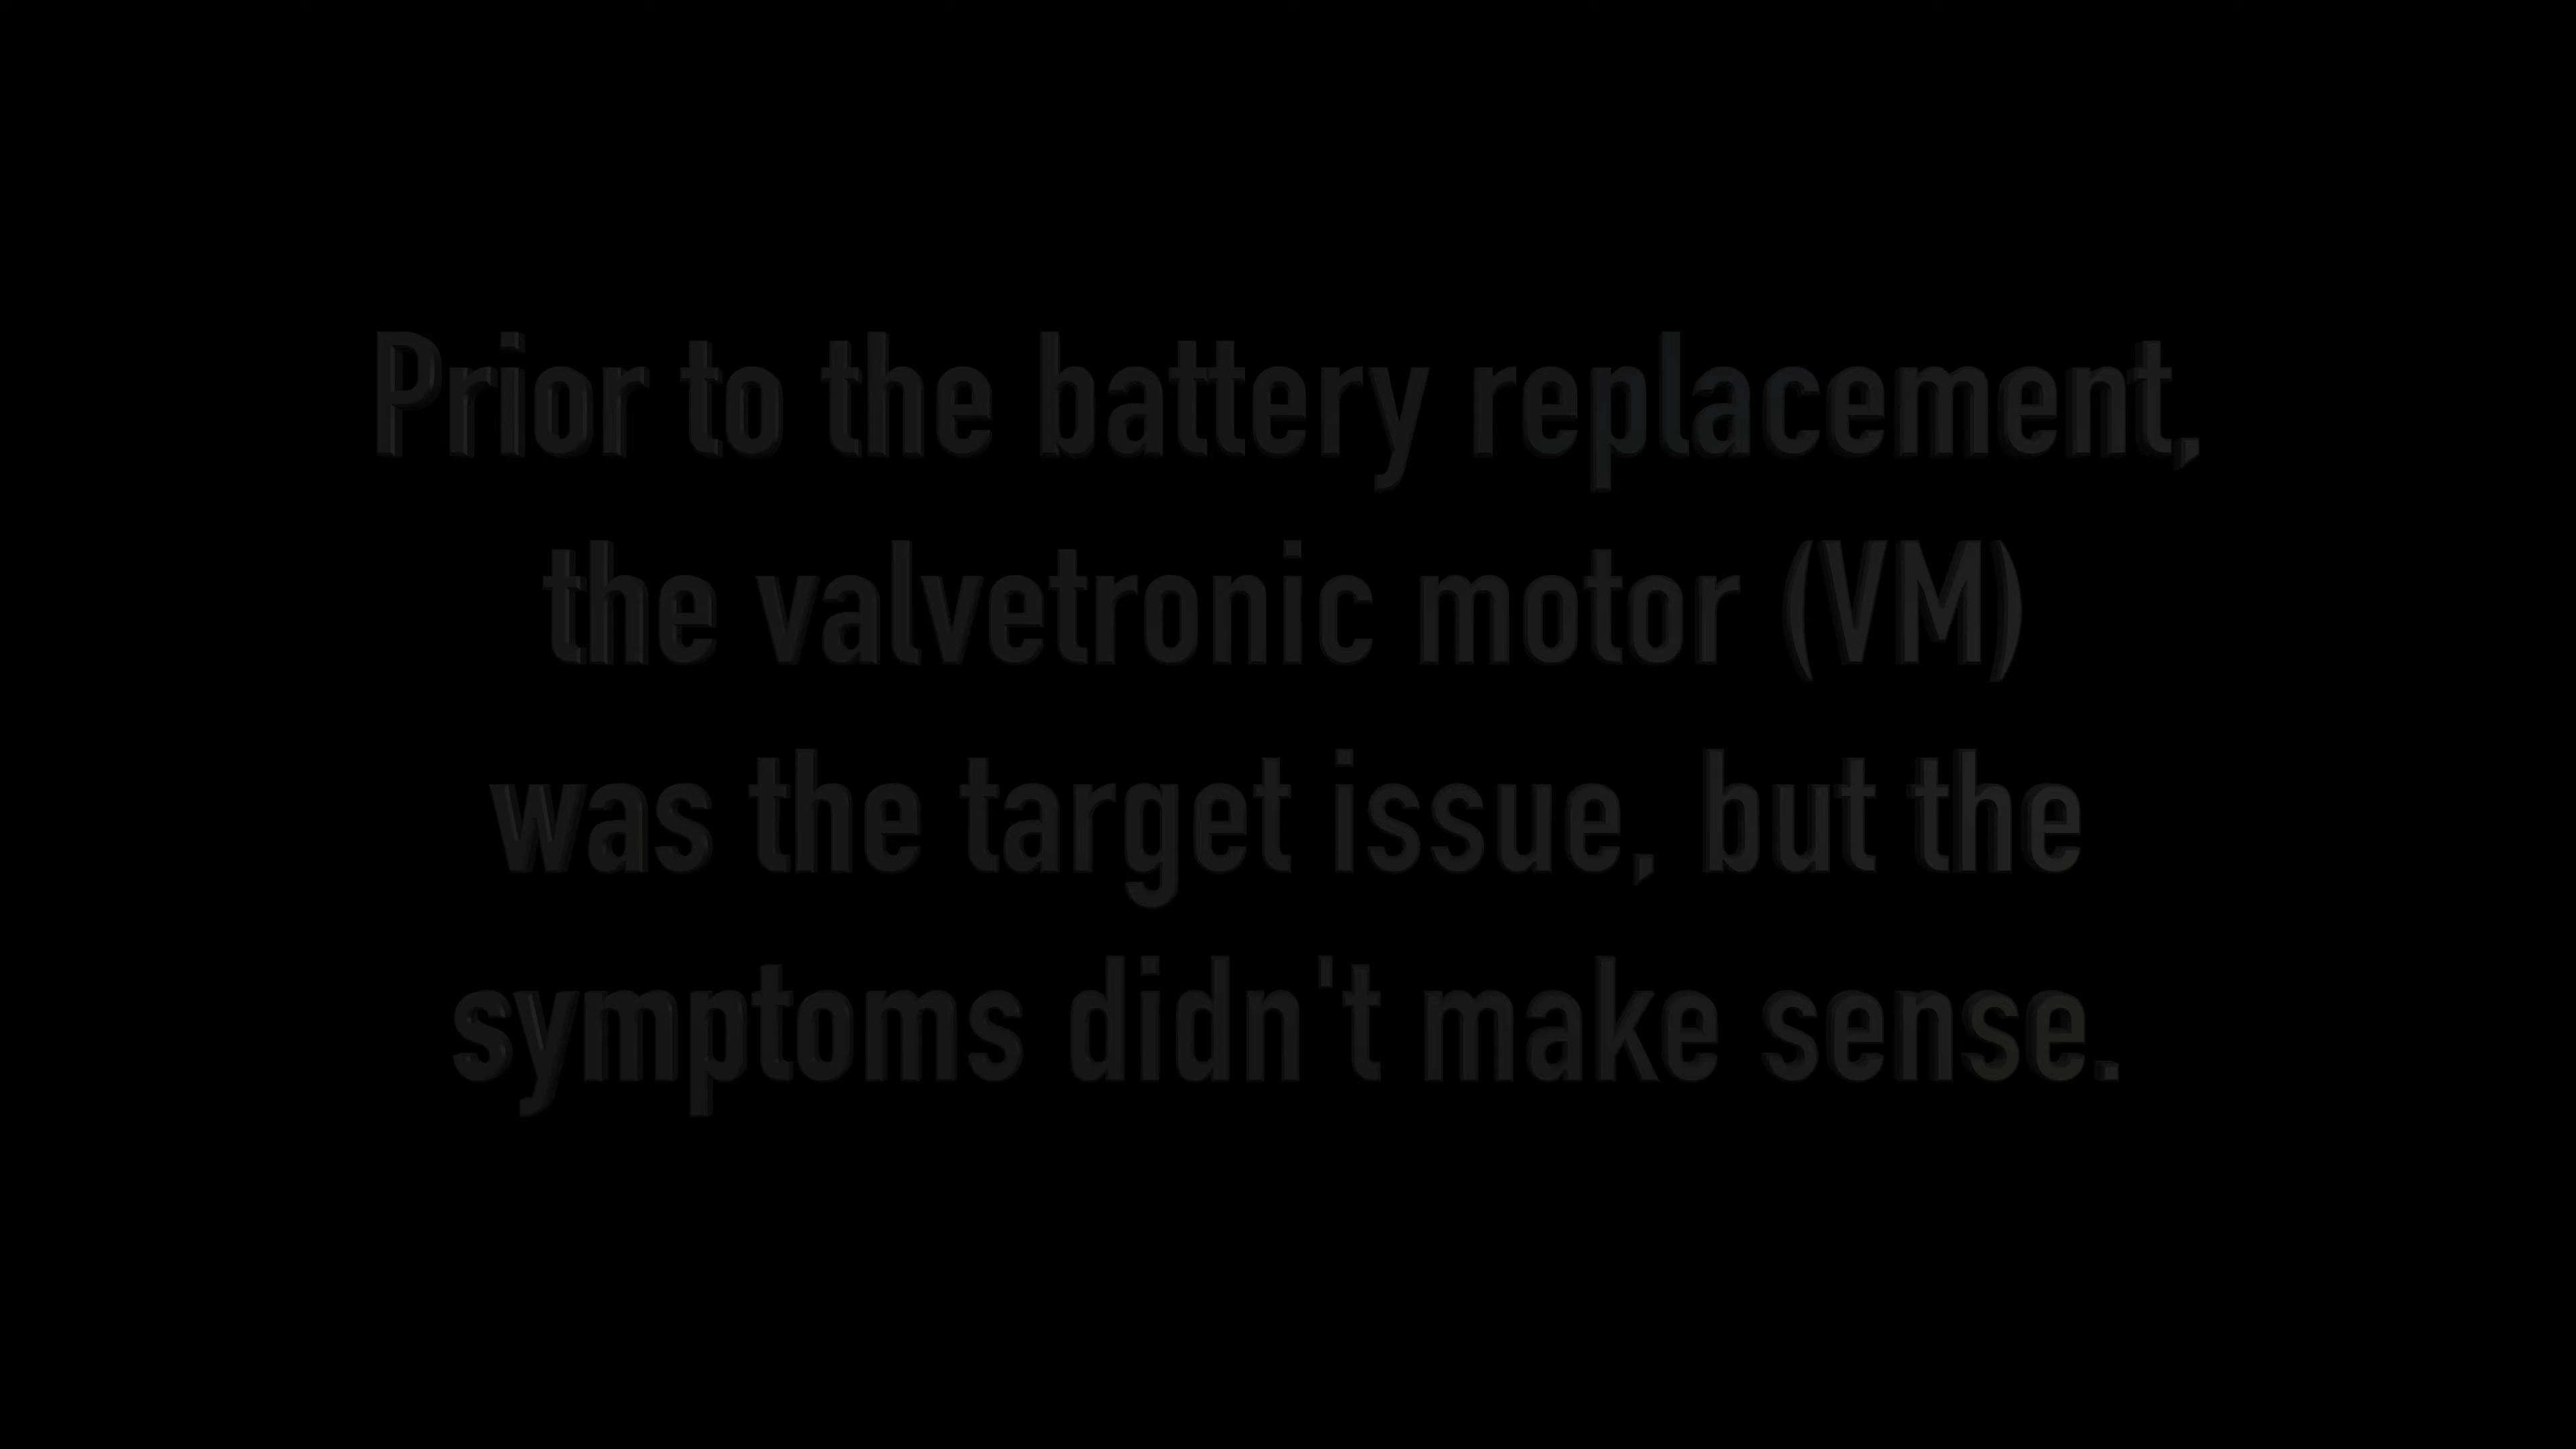 Prior to the battery replacement,
the valvetronic motor (VM)
was the target issue, but the
symptoms didn't make sense.